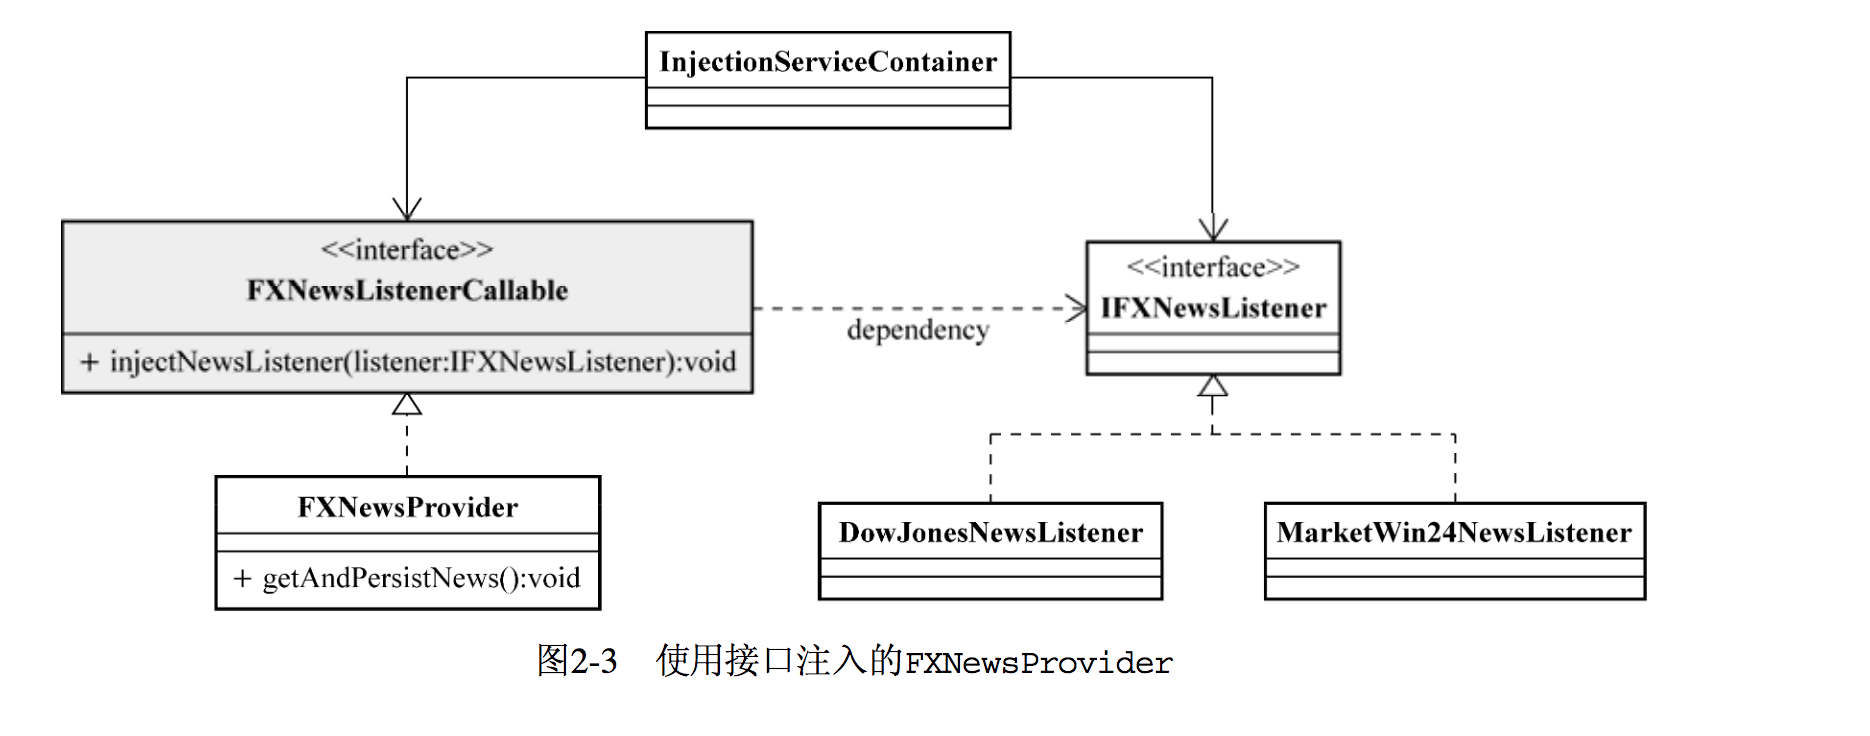 InjectionServiceContainer
<<interface>>
FXNewsListenerCallable
+ injectNewsListener(listener:IFXNewsListener):void
dependency
<<interface>>
IFXNewsListener
FXNewsProvider
+ getAndPersistNews():void
DowJonesNewsListener
MarketWin24NewsListener
图2-3 使用接口注入的FXNewsProvider